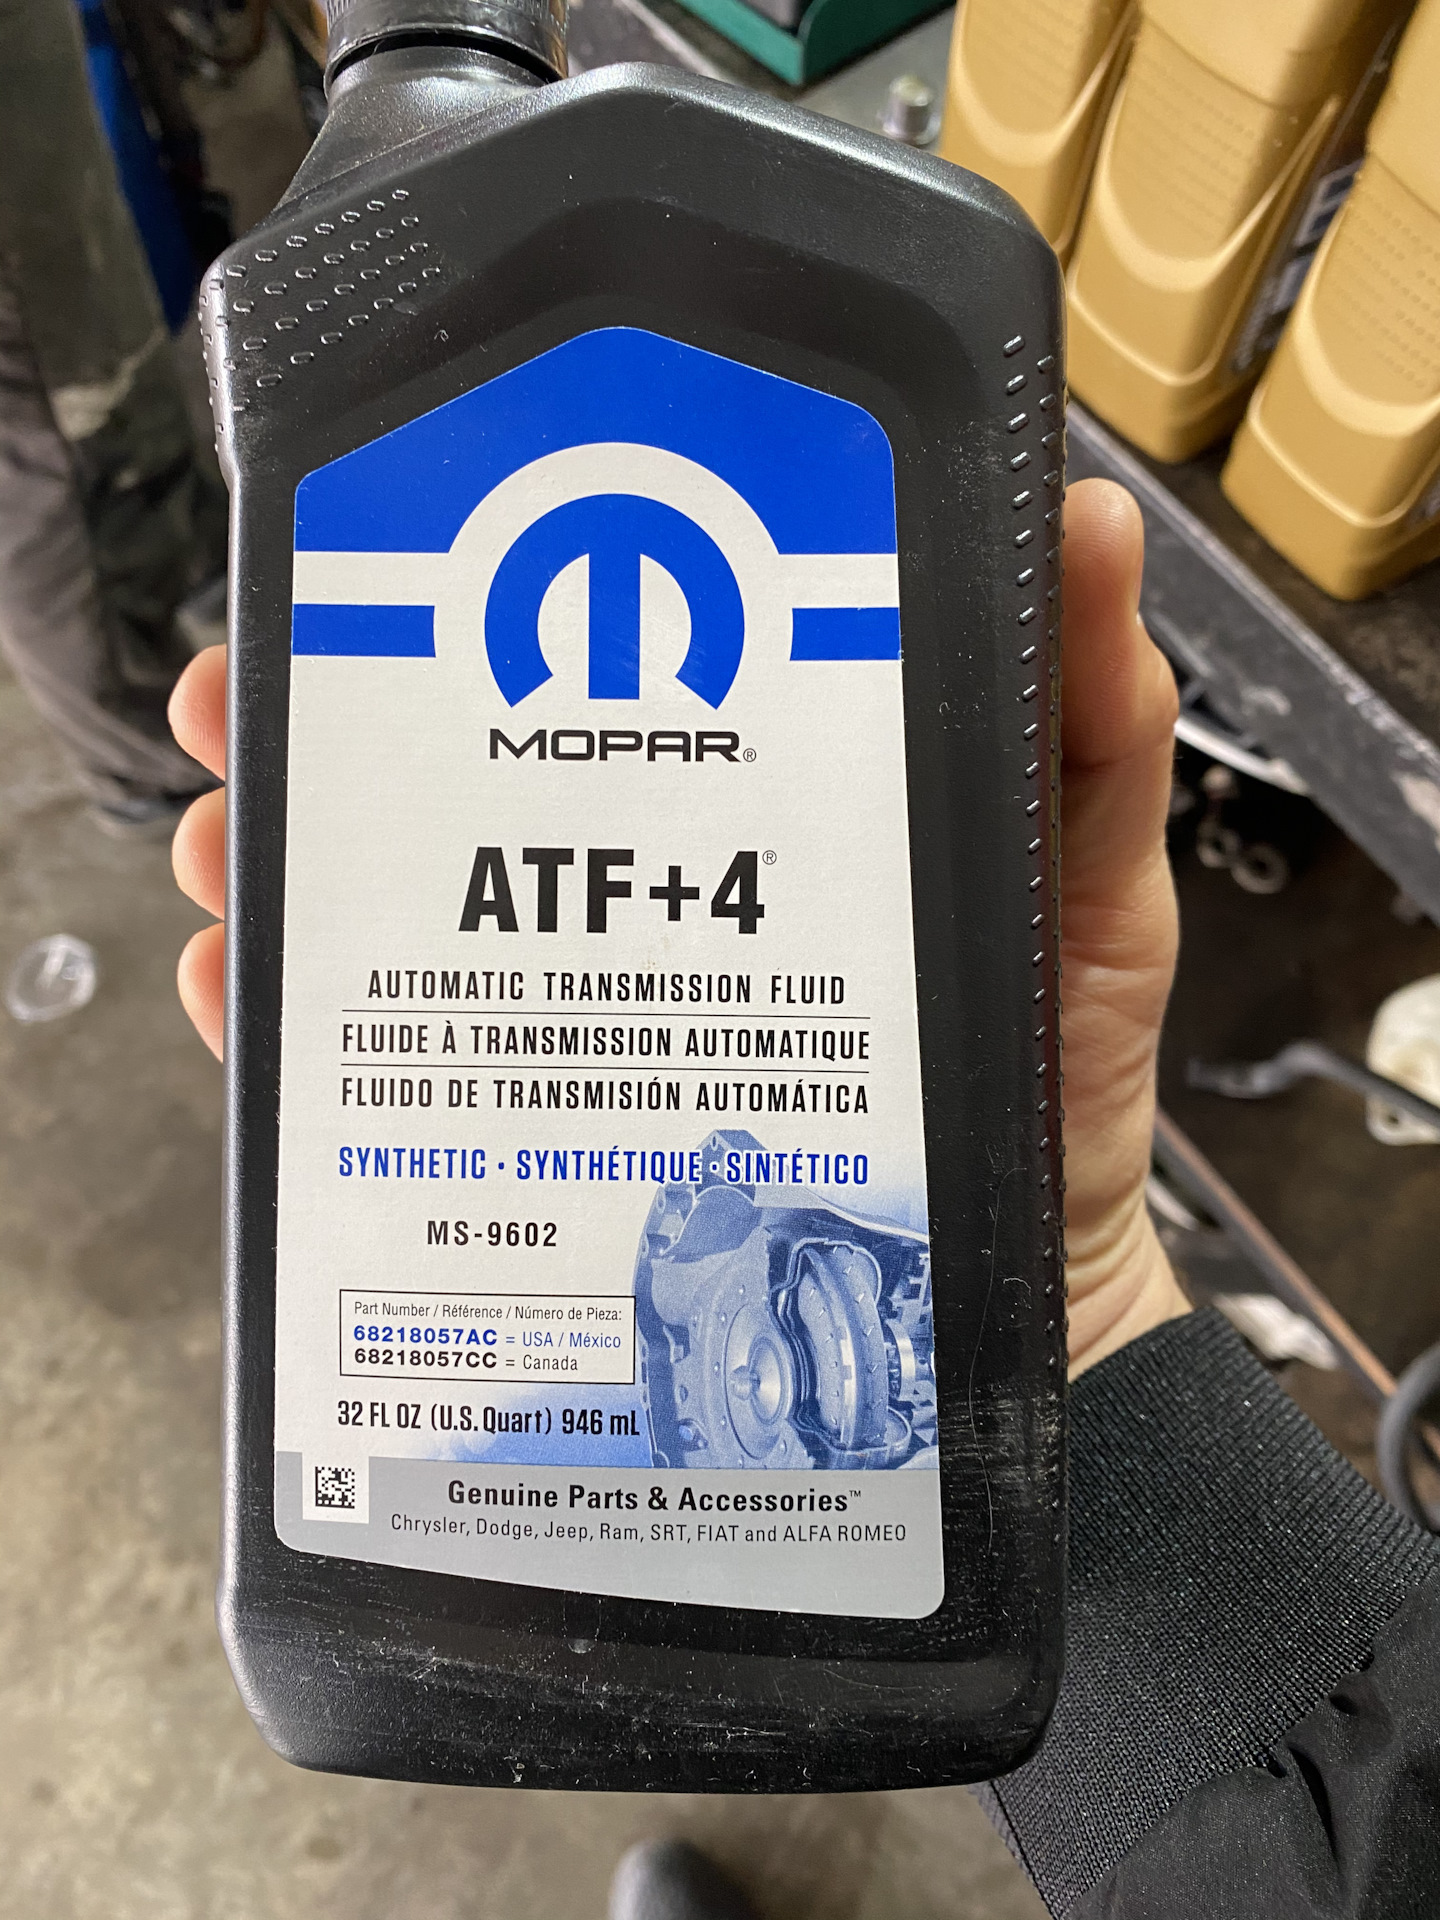 MOPAR®
ATF+4®
AUTOMATIC TRANSMISSION FLUID
FLUIDE À TRANSMISSION AUTOMATIQUE
FLUIDO DE TRANSMISIÓN AUTOMÁTICA
SYNTHETIC · SYNTHÉTIQUE · SINTÉTICO
MS-9602
Part Number / Référence / Número de Pieza:
68218057AC = USA / México
68218057CC = Canada
32 FL OZ (U.S. Quart) 946 mL
Genuine Parts & Accessories™
Chrysler, Dodge, Jeep, Ram, SRT, FIAT and ALFA ROMEO